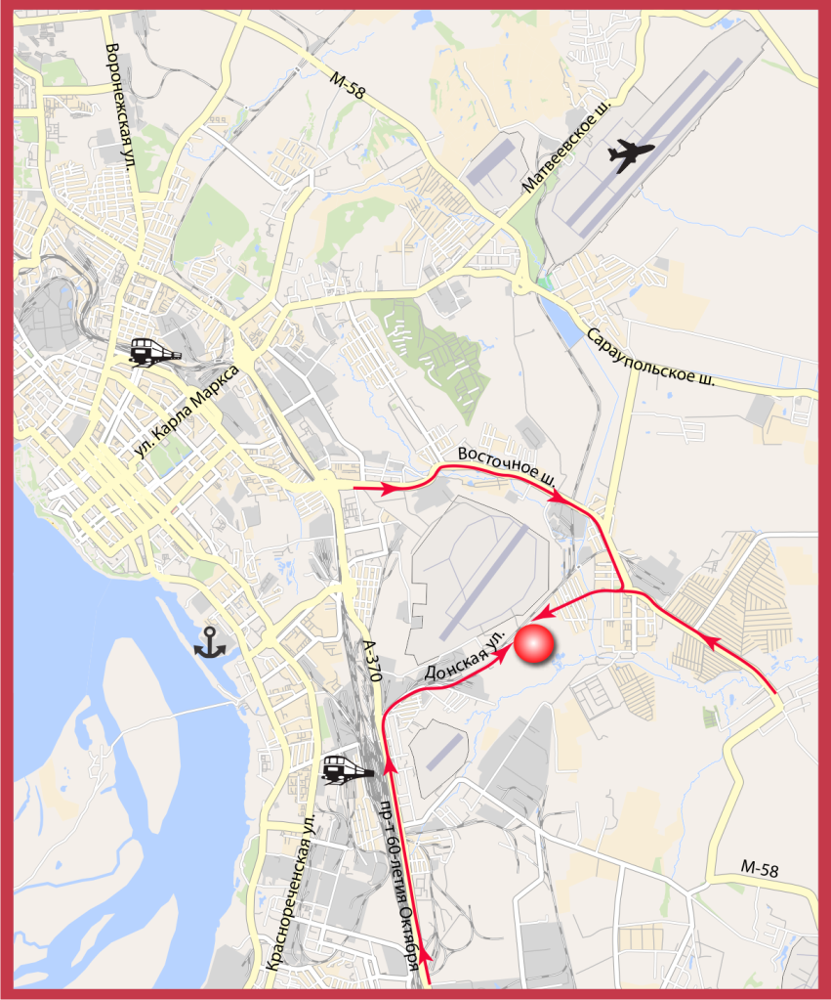 Воронежская ул.
М-58
Матвеевское ш.
Сараупольское ш.
ул. Карла Маркса
Восточное ш.
Донская ул.
А-370
пр-т 60-летия Октября
Краснореченская ул.
М-58